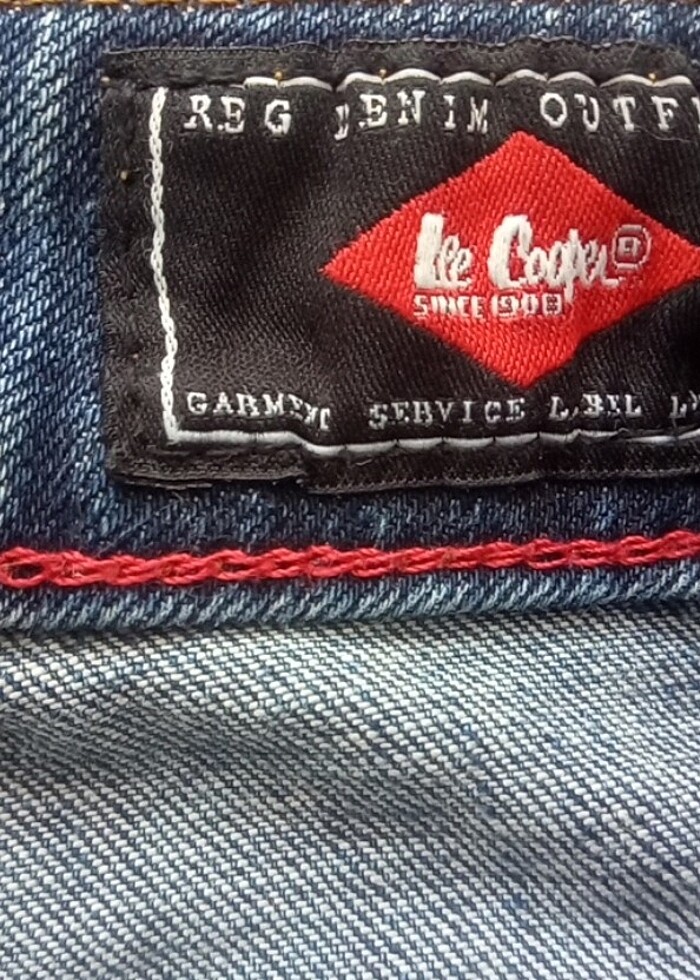 REG DENIM OUTF
Lee Cooper ®
SINCE 1908
GARMENT SERVICE LABEL L